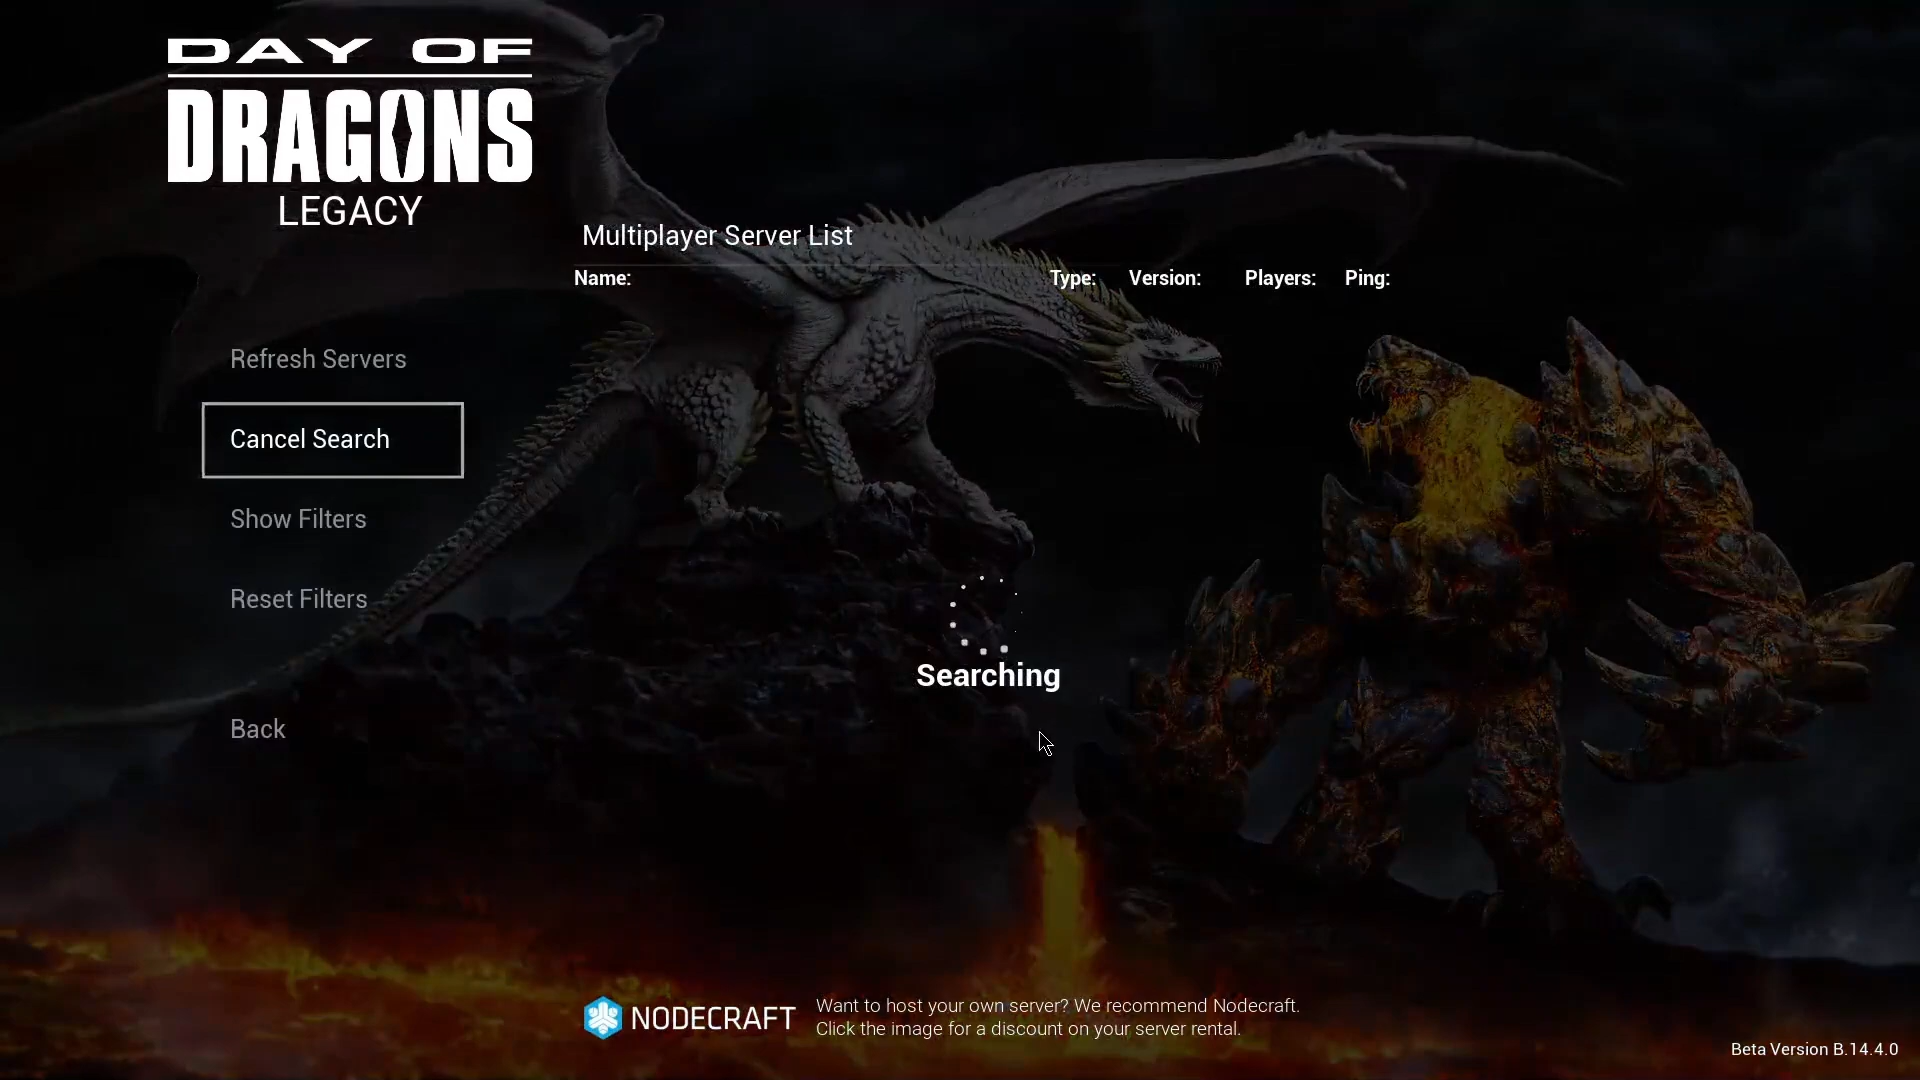 DAY OF
DRAGONS
LEGACY
Multiplayer Server List
Name: Type: Version: Players: Ping:
Refresh Servers
Cancel Search
Show Filters
Reset Filters
Back
Searching
NODECRAFT
Want to host your own server? We recommend Nodecraft.
Click the image for a discount on your server rental.
Beta Version B.14.4.0